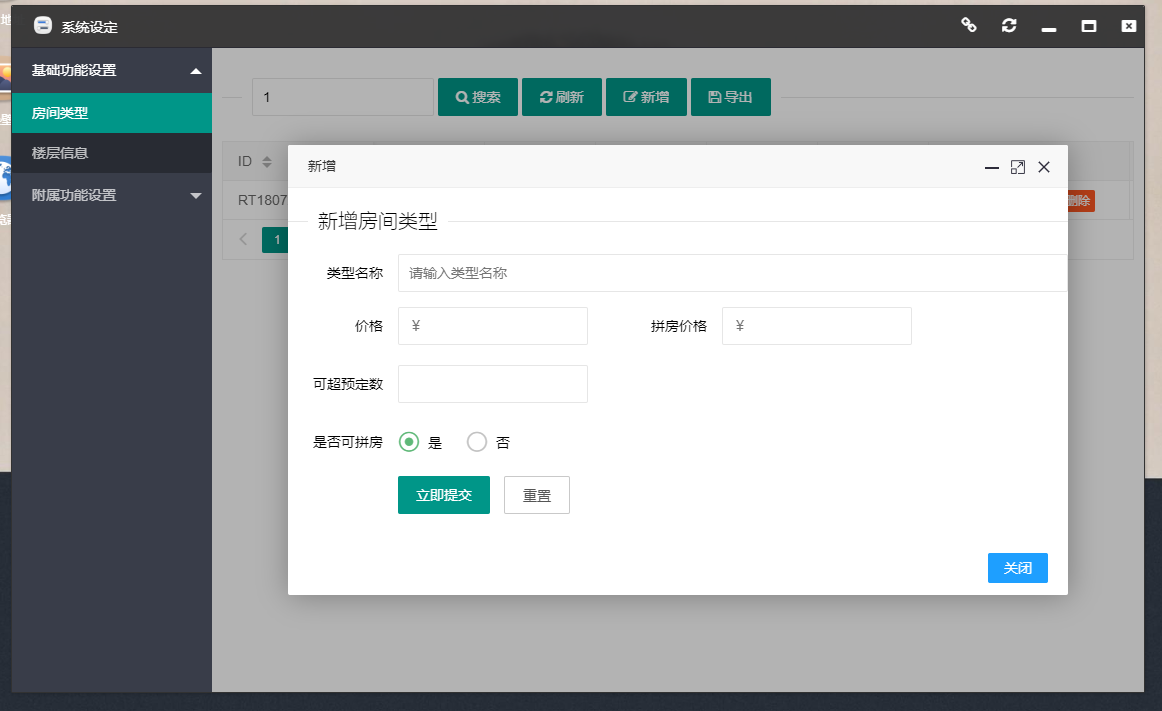 系统设定
基础功能设置
房间类型
楼层信息
附属功能设置
1
搜索
刷新
新增
导出
ID
RT1807
删除
1
新增
新增房间类型
类型名称 请输入类型名称
价格 ¥ 拼房价格 ¥
可超预定数
是否可拼房 是 否
立即提交 重置
关闭